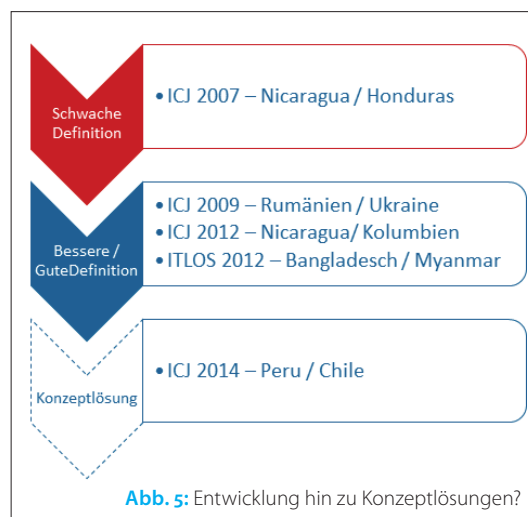 Schwache
Definition
• ICJ 2007 – Nicaragua / Honduras
Bessere /
GuteDefinition
• ICJ 2009 – Rumänien / Ukraine
• ICJ 2012 – Nicaragua/ Kolumbien
• ITLOS 2012 – Bangladesch / Myanmar
Konzeptlösung
• ICJ 2014 – Peru / Chile
Abb. 5: Entwicklung hin zu Konzeptlösungen?